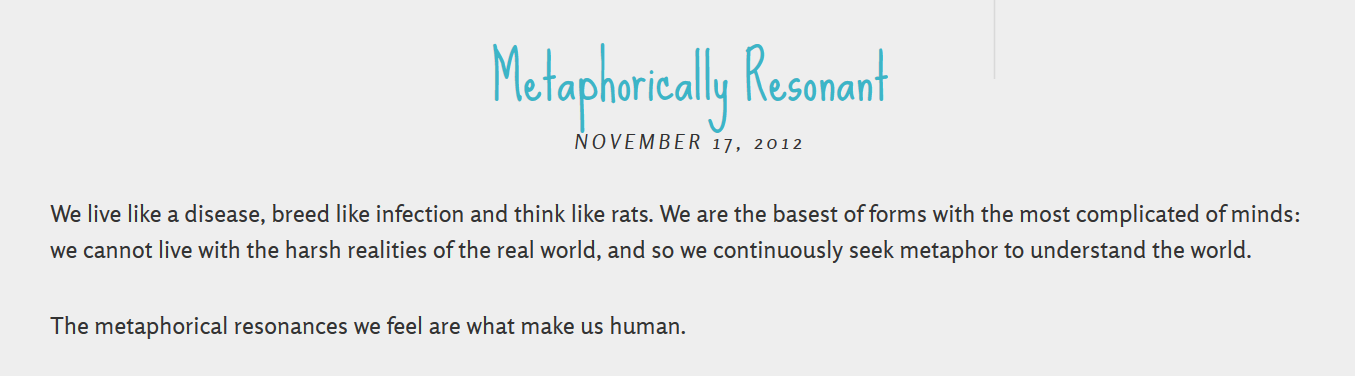 Metaphorically Resonant
NOVEMBER 17, 2012
We live like a disease, breed like infection and think like rats. We are the basest of forms with the most complicated of minds:
we cannot live with the harsh realities of the real world, and so we continuously seek metaphor to understand the world.
The metaphorical resonances we feel are what make us human.